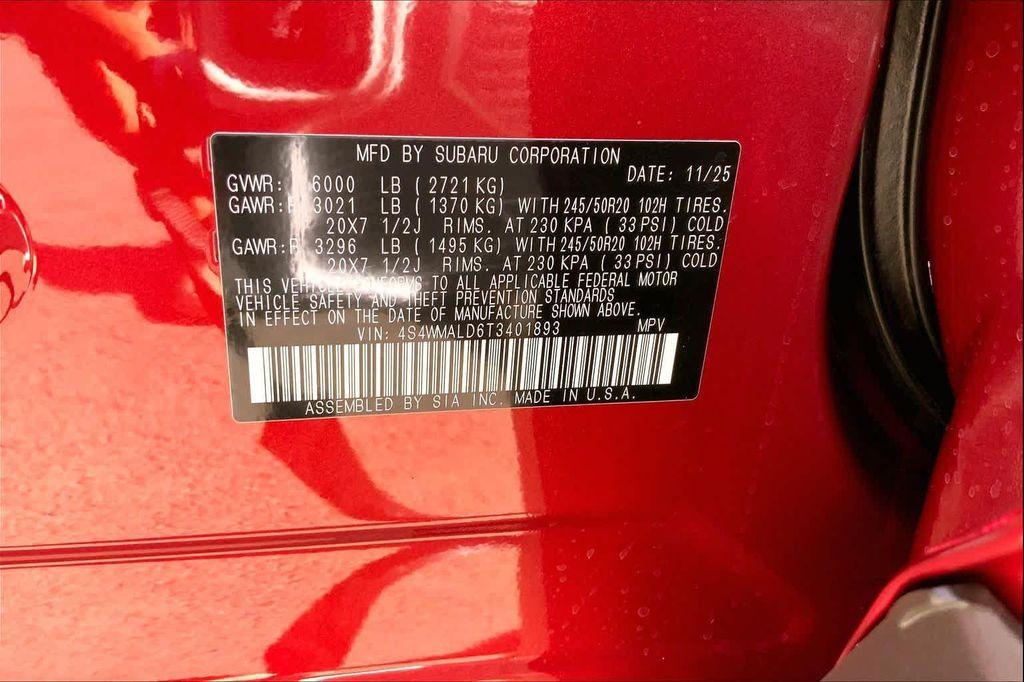 MFD BY SUBARU CORPORATION
DATE: 11/25
GVWR: 6000 LB ( 2721 KG)
GAWR:F 3021 LB ( 1370 KG) WITH 245/50R20 102H TIRES.
20X7 1/2J RIMS. AT 230 KPA ( 33 PSI) COLD
GAWR:R 3296 LB ( 1495 KG) WITH 245/50R20 102H TIRES.
20X7 1/2J RIMS. AT 230 KPA ( 33 PSI) COLD
THIS VEHICLE CONFORMS TO ALL APPLICABLE FEDERAL MOTOR
VEHICLE SAFETY AND THEFT PREVENTION STANDARDS
IN EFFECT ON THE DATE OF MANUFACTURE SHOWN ABOVE.
VIN: 4S4WMALD6T3401893 MPV
ASSEMBLED BY SIA INC. MADE IN U.S.A.